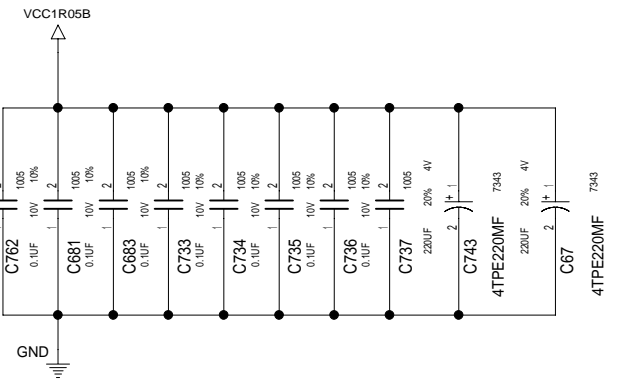 VCC1R05B
1005
10%
10V
C762
0.1UF
2
1
1005
10%
10V
C681
0.1UF
2
1
1005
10%
10V
C683
0.1UF
2
1
1005
10%
10V
C733
0.1UF
2
1
1005
10%
10V
C734
0.1UF
2
1
1005
10%
10V
C735
0.1UF
2
1
1005
10%
10V
C736
0.1UF
2
1
1005
C737
220UF 20% 4V
+ 1
2
C743
7343
4TPE220MF
220UF 20% 4V
+ 1
2
C67
7343
4TPE220MF
GND